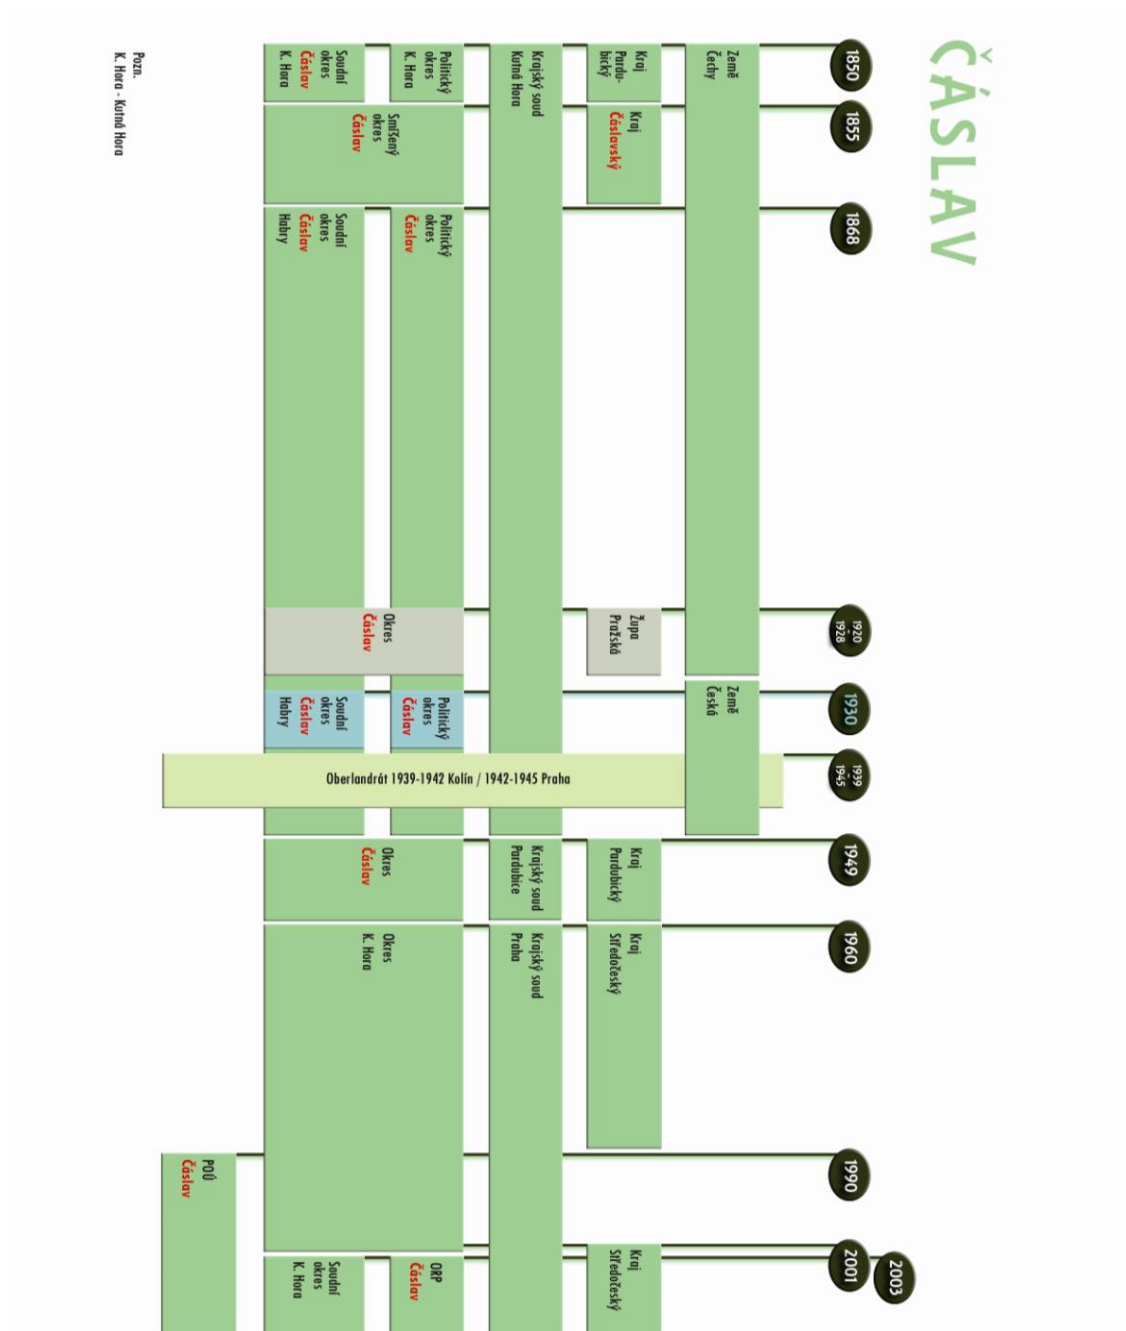 ČÁSLAV
1850
1855
1868
1920
-
1928
1930
1939
-
1945
1949
1960
1990
2001
2003
Země
Čechy
Země
Česká
Kraj
Pardu-
bický
Kraj
Čáslavský
Župa
Pražská
Kraj
Pardubický
Kraj
Středočeský
Kraj
Středočeský
Krajský soud
Kutná Hora
Krajský soud
Pardubice
Krajský soud
Praha
Oberlandrát 1939-1942 Kolín / 1942-1945 Praha
Politický
okres
K. Hora
Smíšený
okres
Čáslav
Politický
okres
Čáslav
Okres
Čáslav
Politický
okres
Čáslav
Okres
Čáslav
Okres
K. Hora
ORP
Čáslav
Soudní
okres
Čáslav
K. Hora
Soudní
okres
Čáslav
Habry
Soudní
okres
Čáslav
Habry
Soudní
okres
K. Hora
POÚ
Čáslav
Pozn.
K. Hora - Kutná Hora